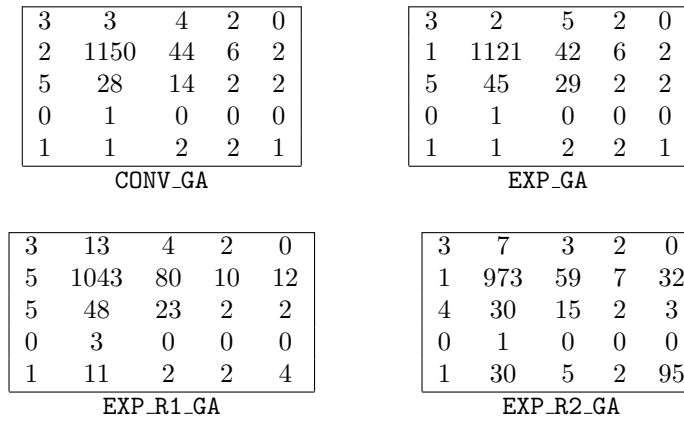 3 3 4 2 0
2 1150 44 6 2
5 28 14 2 2
0 1 0 0 0
1 1 2 2 1
CONV_GA
3 2 5 2 0
1 1121 42 6 2
5 45 29 2 2
0 1 0 0 0
1 1 2 2 1
EXP_GA
3 13 4 2 0
5 1043 80 10 12
5 48 23 2 2
0 3 0 0 0
1 11 2 2 4
EXP_R1_GA
3 7 3 2 0
1 973 59 7 32
4 30 15 2 3
0 1 0 0 0
1 30 5 2 95
EXP_R2_GA